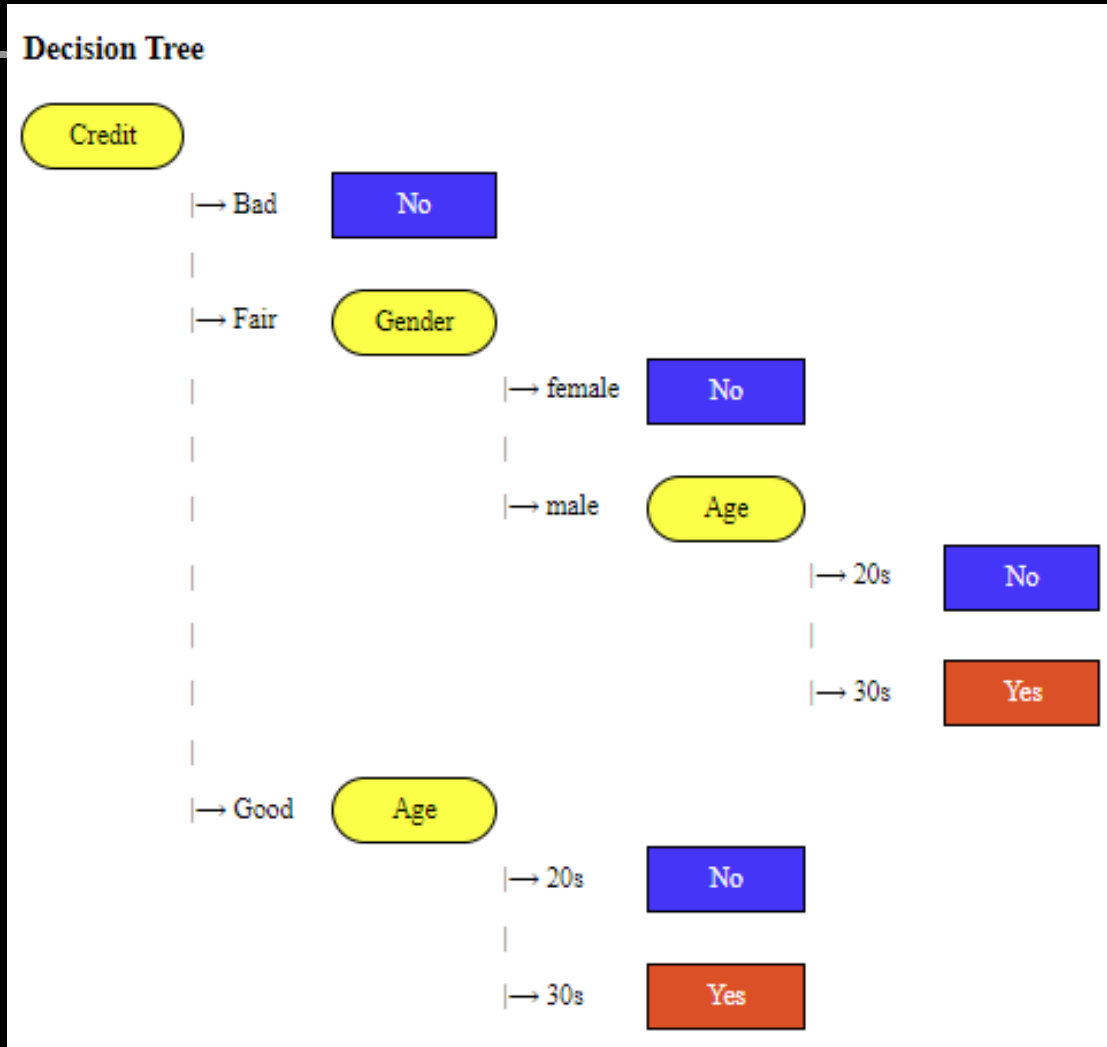 Decision Tree
Credit
|→ Bad No
|
|→ Fair Gender
| |→ female No
| |
| |→ male Age
| |→ 20s No
| |
| |→ 30s Yes
|
|→ Good Age
|→ 20s No
|
|→ 30s Yes